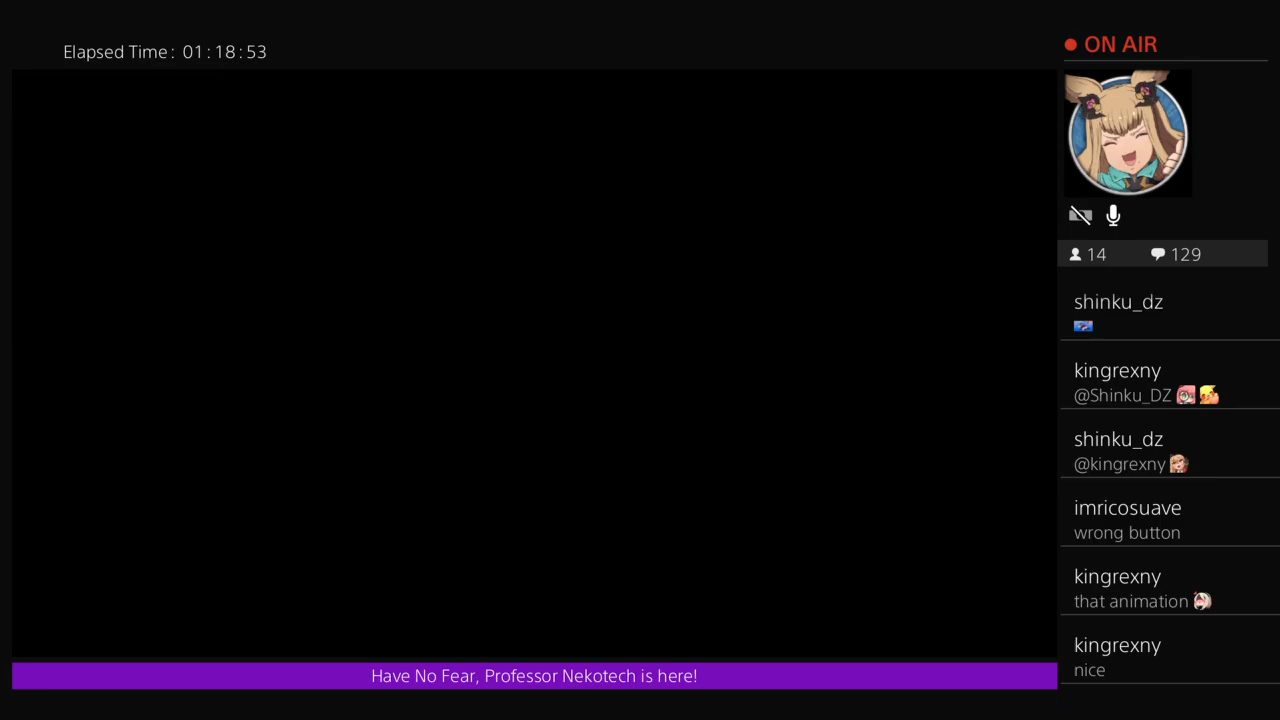 Elapsed Time: 01:18:53
ON AIR
14
129
shinku_dz
kingrexny
@Shinku_DZ
shinku_dz
@kingrexny
imricosuave
wrong button
kingrexny
that animation
kingrexny
nice
Have No Fear, Professor Nekotech is here!